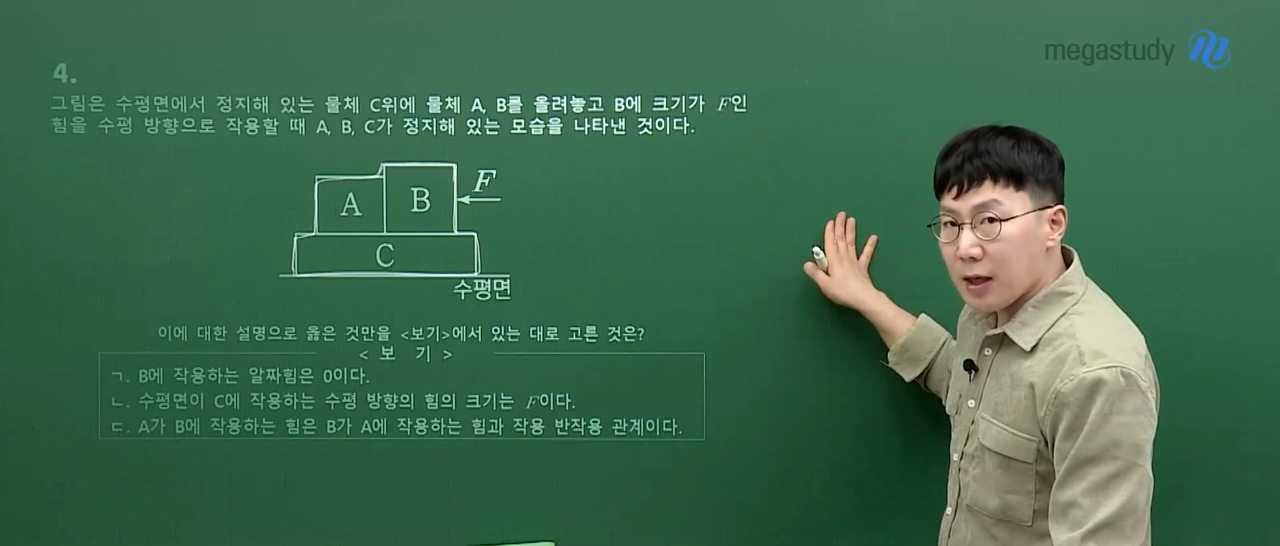 megastudy
4.
그림은 수평면에서 정지해 있는 물체 C위에 물체 A, B를 올려놓고 B에 크기가 F인
힘을 수평 방향으로 작용할 때 A, B, C가 정지해 있는 모습을 나타낸 것이다.
A B F
C
수평면
이에 대한 설명으로 옳은 것만을 <보기>에서 있는 대로 고른 것은?
< 보 기 >
ㄱ. B에 작용하는 알짜힘은 0이다.
ㄴ. 수평면이 C에 작용하는 수평 방향의 힘의 크기는 F이다.
ㄷ. A가 B에 작용하는 힘은 B가 A에 작용하는 힘과 작용 반작용 관계이다.